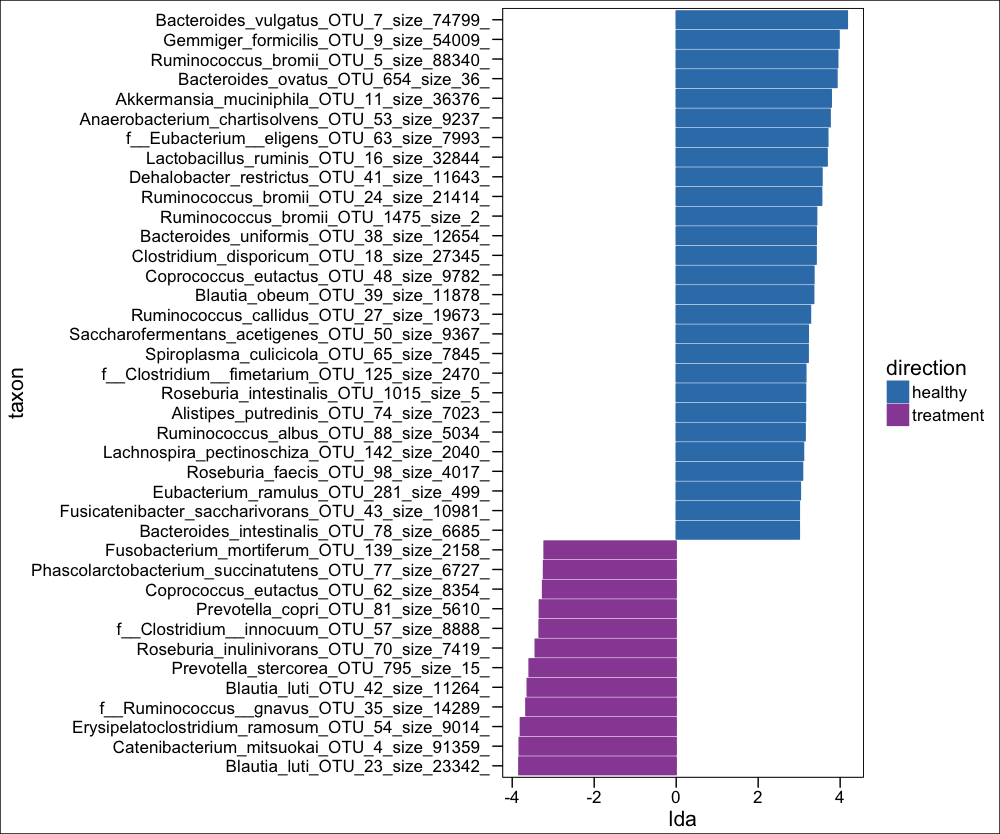 Bacteroides_vulgatus_OTU_7_size_74799_
Gemmiger_formicilis_OTU_9_size_54009_
Ruminococcus_bromii_OTU_5_size_88340_
Bacteroides_ovatus_OTU_654_size_36_
Akkermansia_muciniphila_OTU_11_size_36376_
Anaerobacterium_chartisolvens_OTU_53_size_9237_
f__Eubacterium__eligens_OTU_63_size_7993_
Lactobacillus_ruminis_OTU_16_size_32844_
Dehalobacter_restrictus_OTU_41_size_11643_
Ruminococcus_bromii_OTU_24_size_21414_
Ruminococcus_bromii_OTU_1475_size_2_
Bacteroides_uniformis_OTU_38_size_12654_
Clostridium_disporicum_OTU_18_size_27345_
Coprococcus_eutactus_OTU_48_size_9782_
Blautia_obeum_OTU_39_size_11878_
Ruminococcus_callidus_OTU_27_size_19673_
Saccharofermentans_acetigenes_OTU_50_size_9367_
Spiroplasma_culicicola_OTU_65_size_7845_
f__Clostridium__fimetarium_OTU_125_size_2470_
Roseburia_intestinalis_OTU_1015_size_5_
Alistipes_putredinis_OTU_74_size_7023_
Ruminococcus_albus_OTU_88_size_5034_
Lachnospira_pectinoschiza_OTU_142_size_2040_
Roseburia_faecis_OTU_98_size_4017_
Eubacterium_ramulus_OTU_281_size_499_
Fusicatenibacter_saccharivorans_OTU_43_size_10981_
Bacteroides_intestinalis_OTU_78_size_6685_
Fusobacterium_mortiferum_OTU_139_size_2158_
Phascolarctobacterium_succinatutens_OTU_77_size_6727_
Coprococcus_eutactus_OTU_62_size_8354_
Prevotella_copri_OTU_81_size_5610_
f__Clostridium__innocuum_OTU_57_size_8888_
Roseburia_inulinivorans_OTU_70_size_7419_
Prevotella_stercorea_OTU_795_size_15_
Blautia_luti_OTU_42_size_11264_
f__Ruminococcus__gnavus_OTU_35_size_14289_
Erysipelatoclostridium_ramosum_OTU_54_size_9014_
Catenibacterium_mitsuokai_OTU_4_size_91359_
Blautia_luti_OTU_23_size_23342_
taxon
-4 -2 0 2 4
lda
direction
healthy
treatment